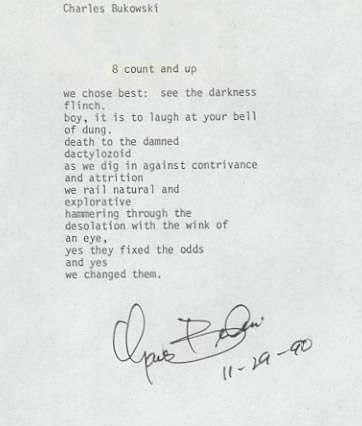 Charles Bukowski
8 count and up
we chose best: see the darkness
flinch.
boy, it is to laugh at your bell
of dung.
death to the damned
dactylozoid
as we dig in against contrivance
and attrition
we rail natural and
explorative
hammering through the
desolation with the wink of
an eye,
yes they fixed the odds
and yes
we changed them.
11-29-90